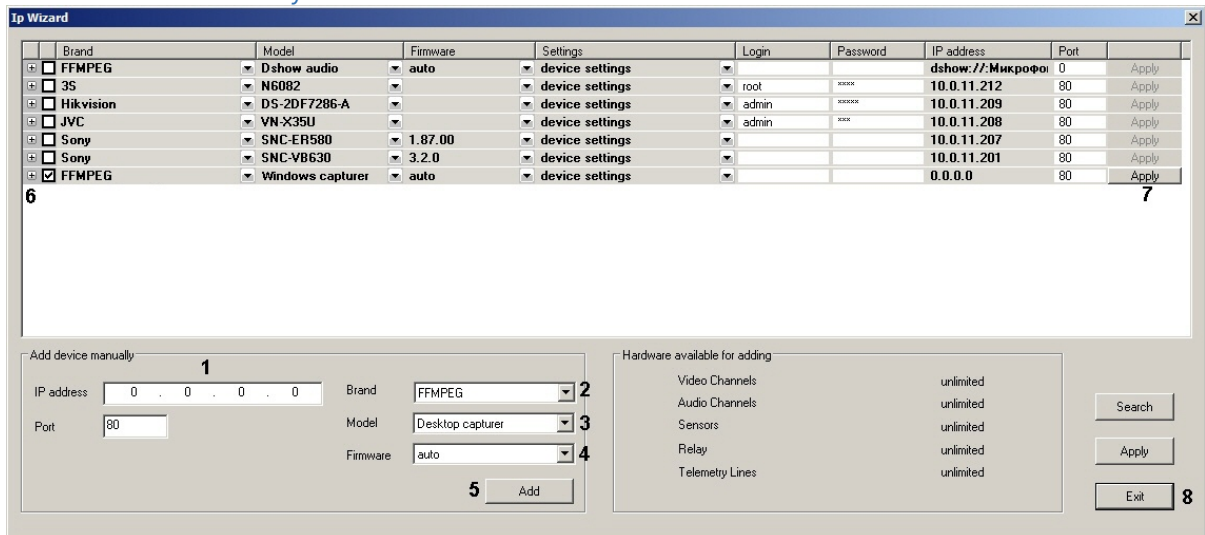 Ip Wizard
Brand Model Firmware Settings Login Password IP address Port
FFMPEG Dshow audio auto device settings dshow://:Микрофо 0 Apply
3S N6082 device settings root xxxx 10.0.11.212 80 Apply
Hikvision DS-2DF7286-A device settings admin xxxxx 10.0.11.209 80 Apply
JVC VN-X35U device settings admin xxx 10.0.11.208 80 Apply
Sony SNC-ER580 1.87.00 device settings 10.0.11.207 80 Apply
Sony SNC-VB630 3.2.0 device settings 10.0.11.201 80 Apply
FFMPEG Windows capturer auto device settings 0.0.0.0 80 Apply
6 7
Add device manually
1
IP address 0 . 0 . 0 . 0
Port 80
Brand FFMPEG 2
Model Desktop capturer 3
Firmware auto 4
5 Add
Hardware available for adding
Video Channels unlimited
Audio Channels unlimited
Sensors unlimited
Relay unlimited
Telemetry Lines unlimited
Search
Apply
Exit 8